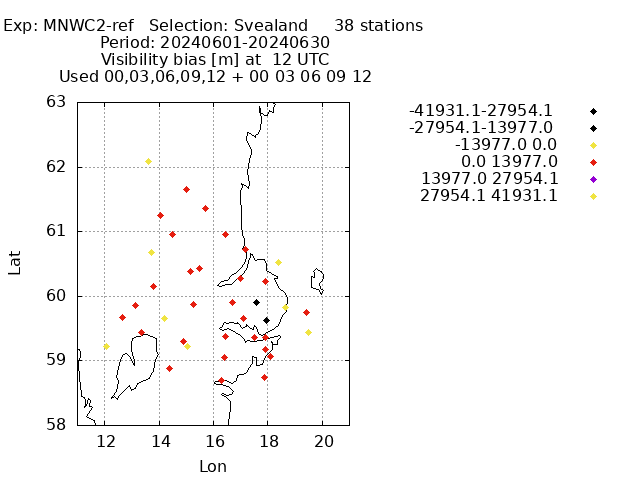 Exp: MNWC2-ref   Selection: Svealand     38 stations
Period: 20240601-20240630
Visibility bias [m] at  12 UTC
Used 00,03,06,09,12 + 00 03 06 09 12
-41931.1-27954.1
-27954.1-13977.0
-13977.0 0.0
0.0 13977.0
13977.0 27954.1
27954.1 41931.1
63
62
61
60
59
58
Lat
12 14 16 18 20
Lon